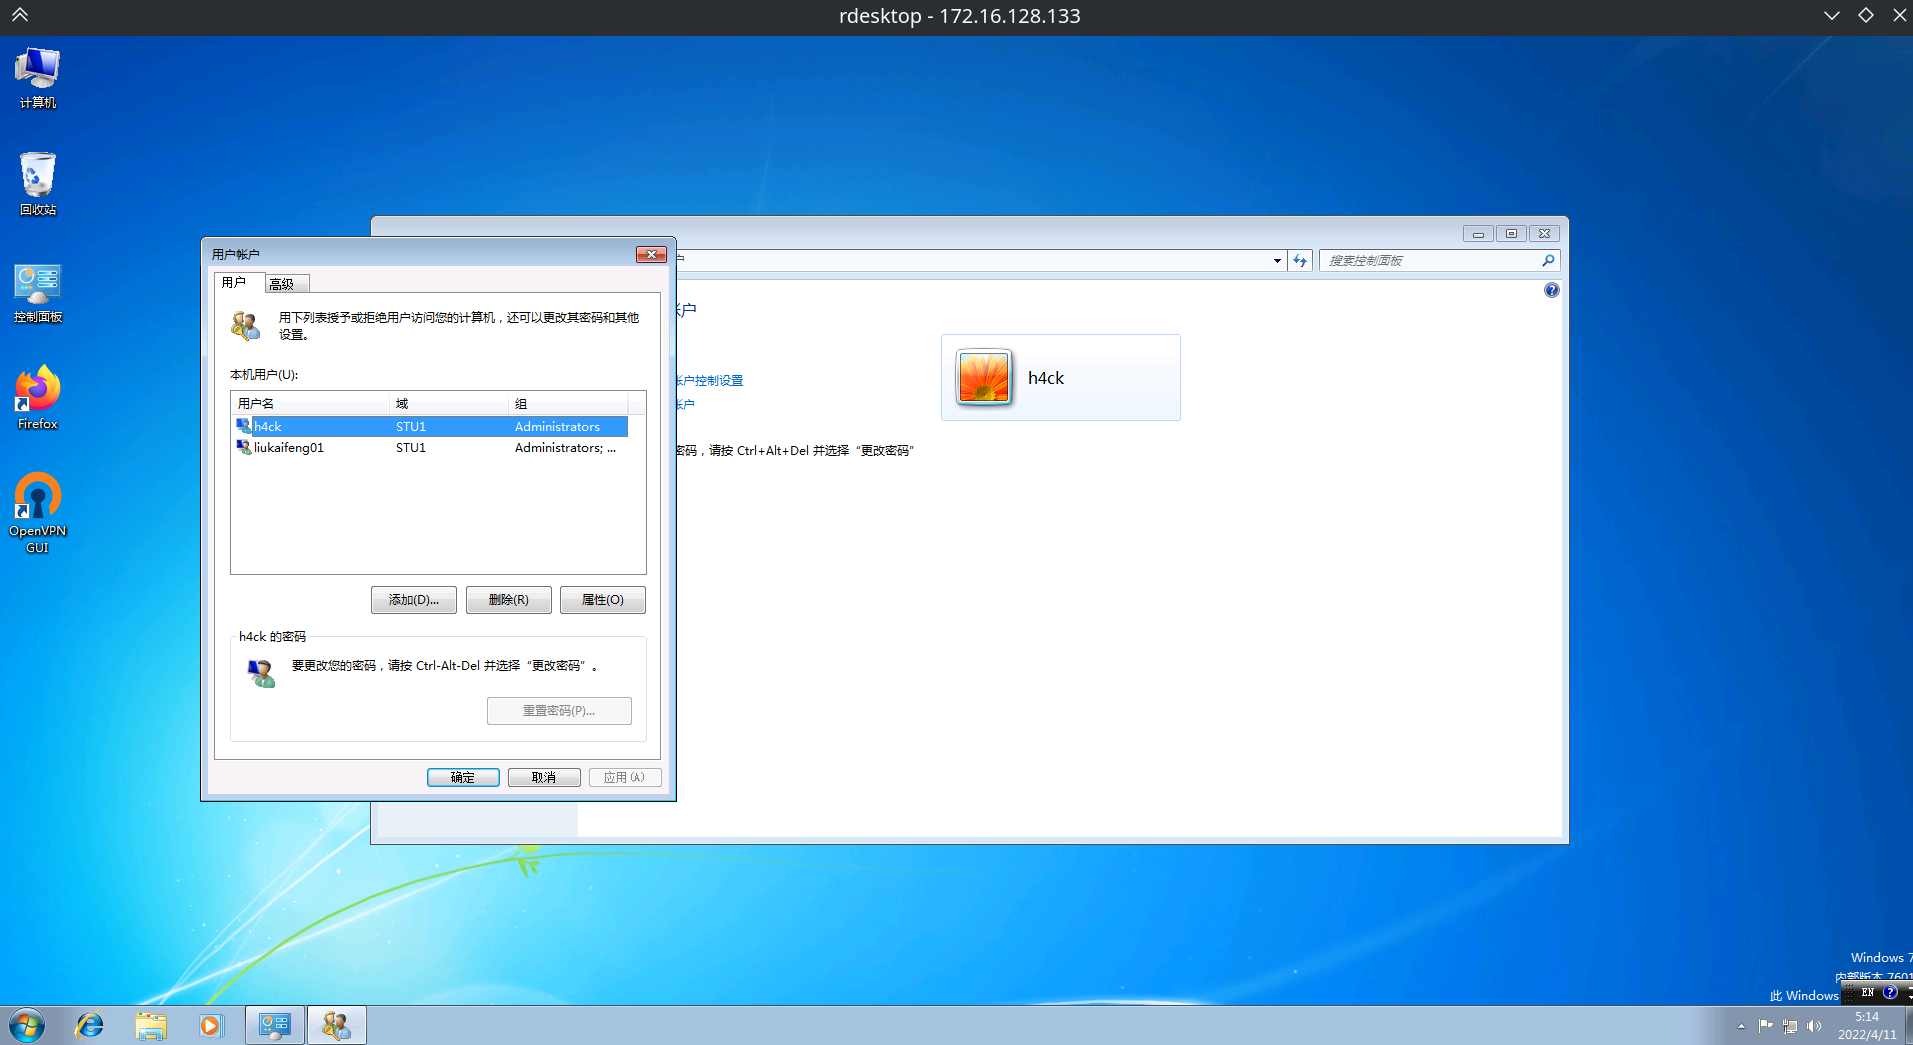 rdesktop - 172.16.128.133
计算机
回收站
控制面板
Firefox
OpenVPN
GUI
用户帐户
用户
高级
用下列表授予或拒绝用户访问您的计算机，还可以更改其密码和其他
设置。
本机用户(U):
用户名 域 组
h4ck STU1 Administrators
liukaifeng01 STU1 Administrators; ...
添加(D)...
删除(R)
属性(O)
h4ck 的密码
要更改您的密码，请按 Ctrl-Alt-Del 并选择“更改密码”。
重置密码(P)...
确定
取消
应用(A)
户
搜索控制面板
帐户
帐户控制设置
帐户
密码，请按 Ctrl+Alt+Del 并选择“更改密码”
h4ck
Windows 7
内部版本 7601
此 Windows
EN
5:14
2022/4/11